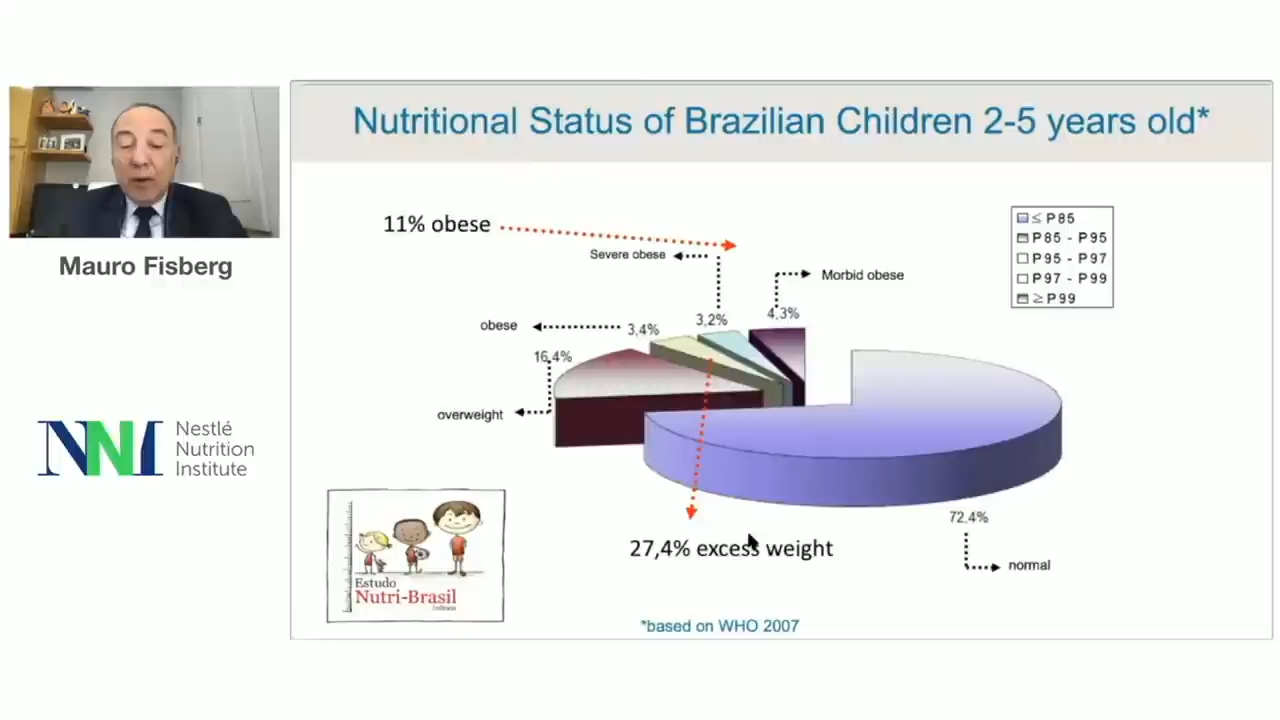 Nutritional Status of Brazilian Children 2-5 years old*
Mauro Fisberg
NNI
Nestlé
Nutrition
Institute
11% obese
Severe obese
Morbid obese
≤ P85
P85 - P95
P95 - P97
P97 - P99
≥ P99
4,3%
3,2%
3,4%
obese
16,4%
overweight
72,4%
normal
27,4% excess weight
Estudo
Nutri-Brasil
*based on WHO 2007